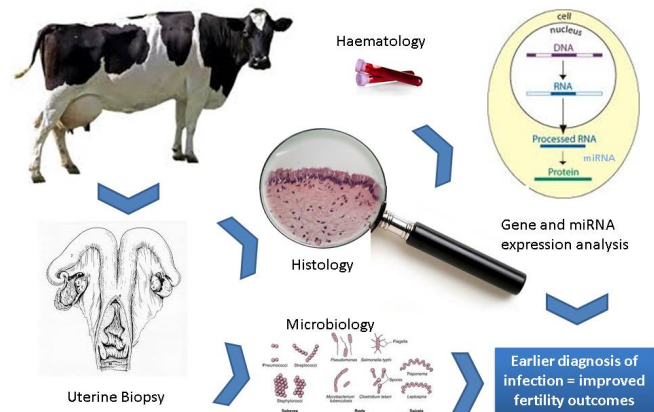 Haematology
cell
nucleus
DNA
RNA
Processed RNA
miRNA
Protein
Gene and miRNA
expression analysis
Histology
Uterine Biopsy
Microbiology
Flagella
Pneumococci
Streptococci
Pseudomonas
Salmonella typhi
Treponema
Staphylococci
Mycobacterium
tuberculosis
Clostridium tetani
Spores
Leptospira
Spheres
Rods
Spirals
Earlier diagnosis of
infection = improved
fertility outcomes